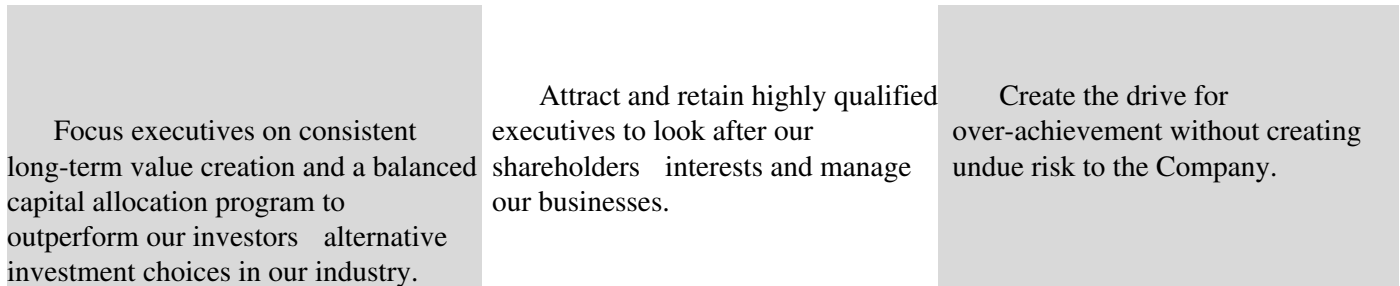 Focus executives on consistent
long-term value creation and a balanced
capital allocation program to
outperform our investors alternative
investment choices in our industry.
Attract and retain highly qualified
executives to look after our
shareholders interests and manage
our businesses.
Create the drive for
over-achievement without creating
undue risk to the Company.